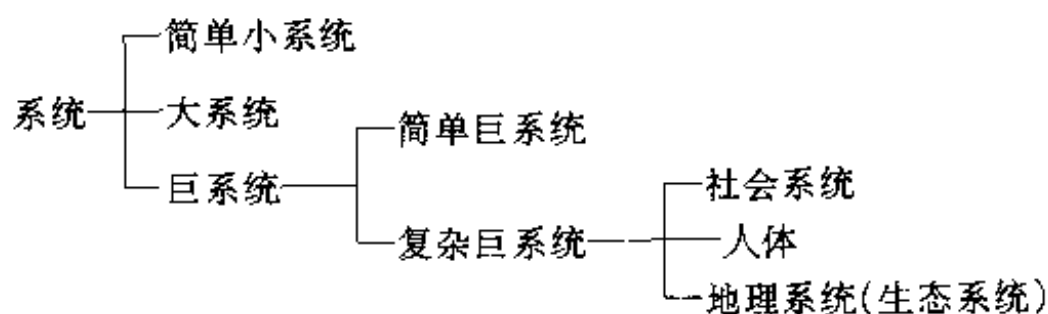 简单小系统
系统
大系统
简单巨系统
巨系统
社会系统
复杂巨系统
人体
地理系统(生态系统)